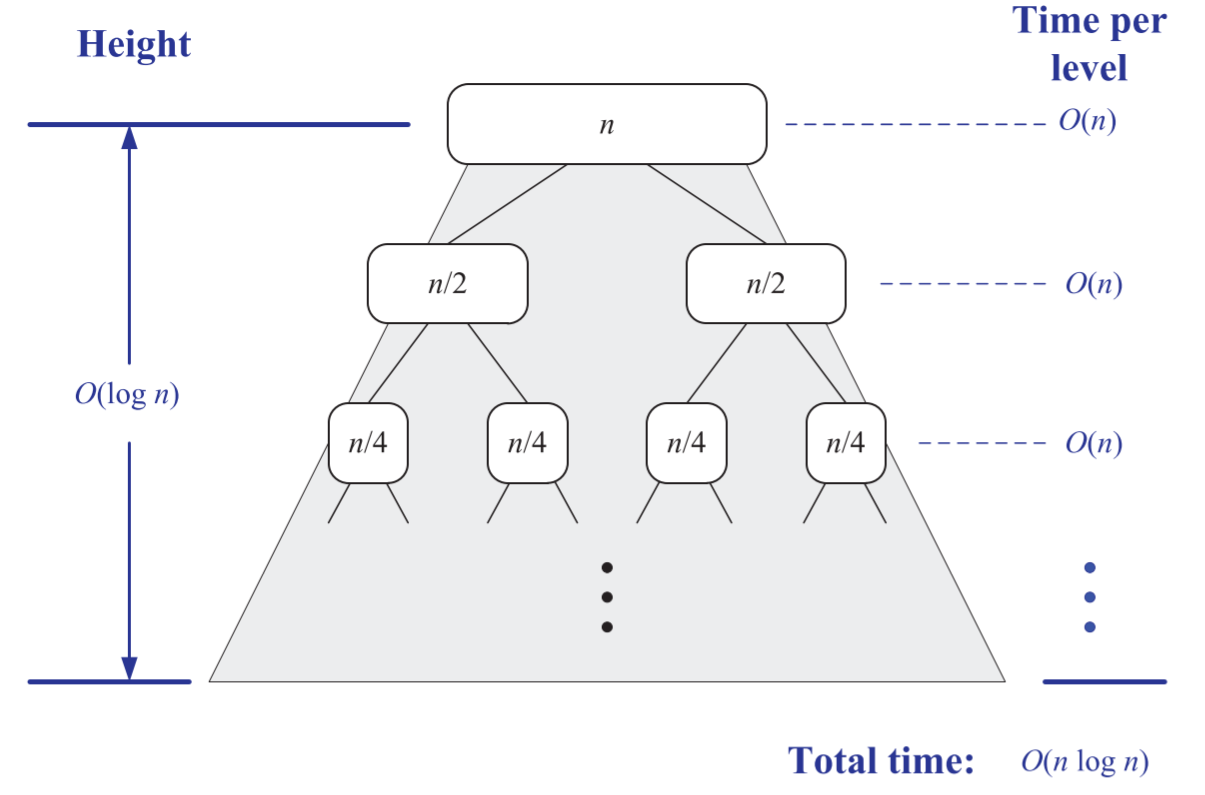 Height
Time per
level
n
O(n)
n/2
n/2
O(n)
O(log n)
n/4
n/4
n/4
n/4
O(n)
Total time:
O(n log n)